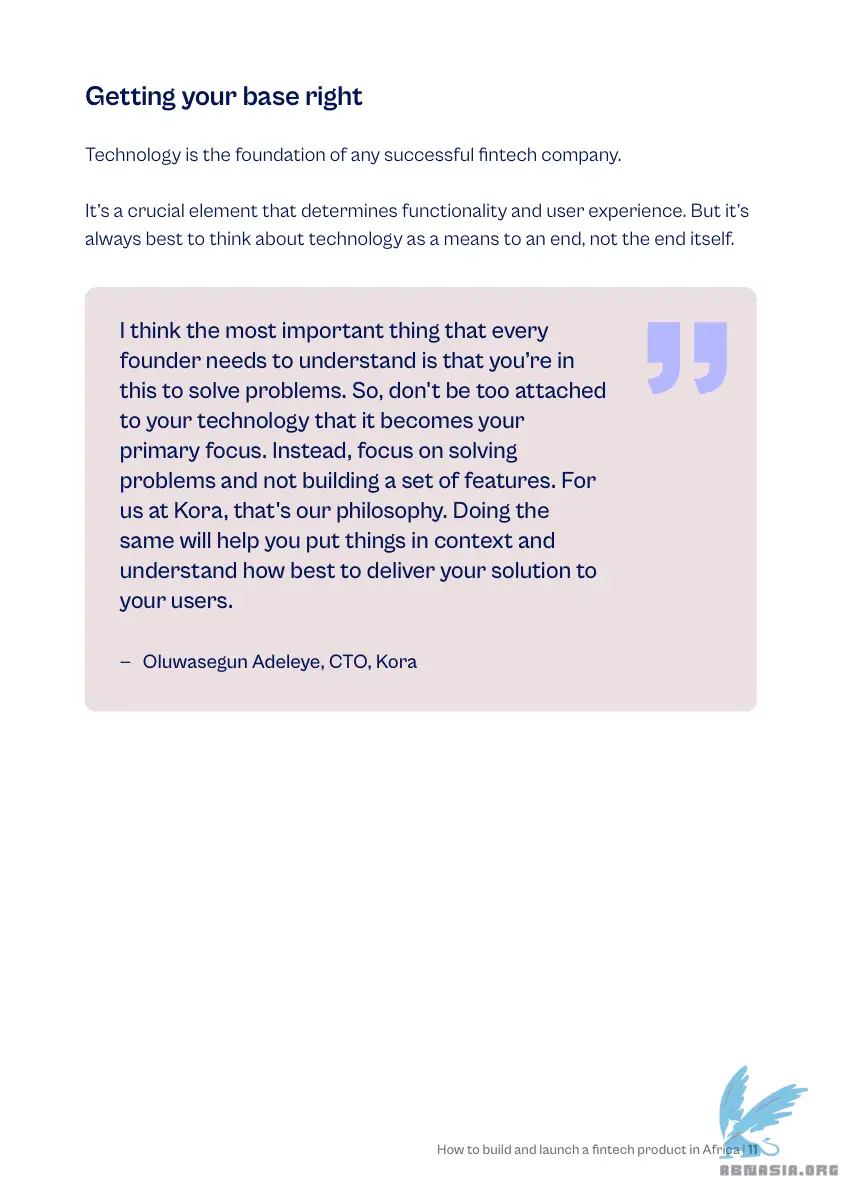 Getting your base right
Technology is the foundation of any successful fintech company.
It's a crucial element that determines functionality and user experience. But it's
always best to think about technology as a means to an end, not the end itself.
I think the most important thing that every
founder needs to understand is that you're in
this to solve problems. So, don't be too attached
to your technology that it becomes your
primary focus. Instead, focus on solving
problems and not building a set of features. For
us at Kora, that's our philosophy. Doing the
same will help you put things in context and
understand how best to deliver your solution to
your users.
”
– Oluwasegun Adeleye, CTO, Kora
How to build and launch a fintech product in Africa | 11
ABNASIA.ORG